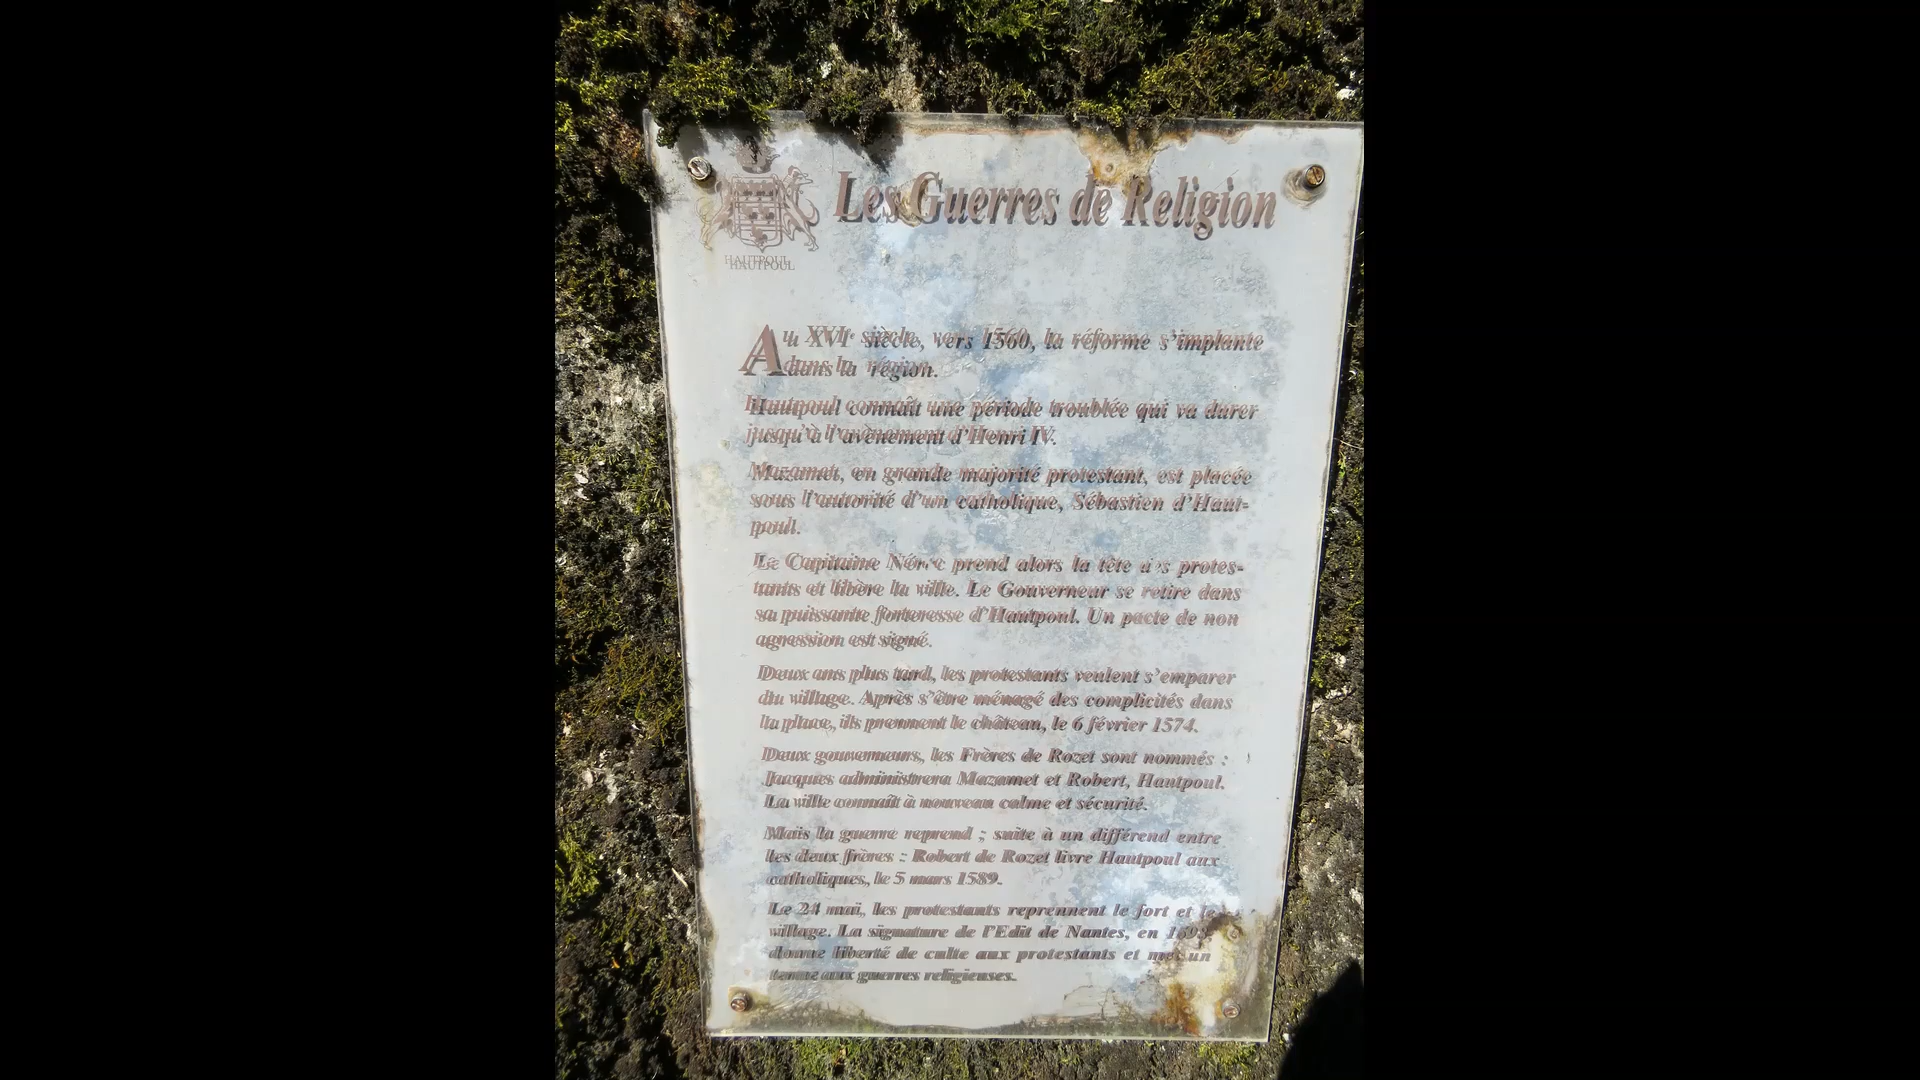 Les Guerres de Religion
HAUTPOUL
Au XVIe siècle, vers 1560, la réforme s'implante
dans la région.
Hautpoul connaît une période troublée qui va durer
jusqu'à l'avènement d'Henri IV.
Mazamet, en grande majorité protestant, est placée
sous l'autorité d'un catholique, Sébastien d'Haut-
poul.
Le Capitaine prend alors la tête des protes-
tants et libère la ville. Le Gouverneur se retire dans
sa puissante forteresse d'Hautpoul. Un pacte de non
agression est signé.
Deux ans plus tard, les protestants veulent s'emparer
du village. Après s'être ménagé des complicités dans
la place, ils prennent le château, le 6 février 1574.
Deux gouverneurs, les Frères de Rozet sont nommés :
Jacques administrera Mazamet et Robert, Hautpoul.
La ville connaît à nouveau calme et sécurité.
Mais la guerre reprend ; suite à un différend entre
les deux frères : Robert de Rozet livre Hautpoul aux
catholiques, le 5 mars 1589.
Le 24 mai, les protestants reprennent le fort et le
village. La signature de l'Edit de Nantes, en 1598,
donne liberté de culte aux protestants et met un
terme aux guerres religieuses.